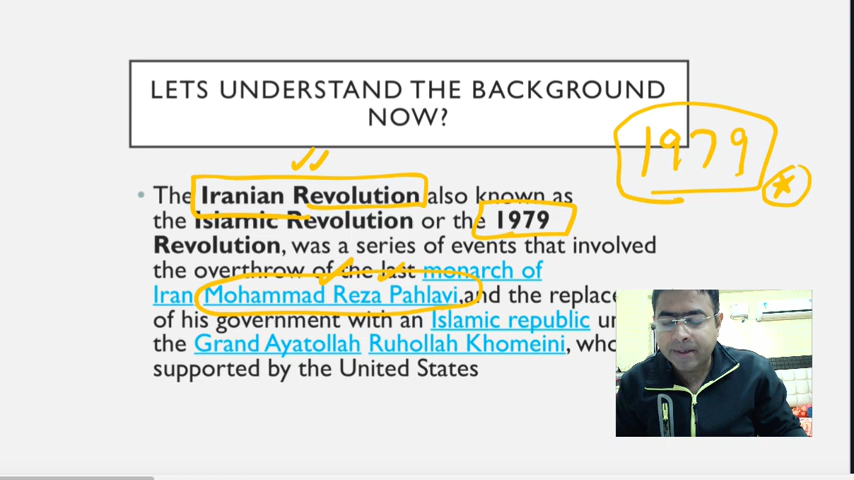 LETS UNDERSTAND THE BACKGROUND
NOW?
1979
• The Iranian Revolution also known as
the Islamic Revolution or the 1979
Revolution, was a series of events that involved
the overthrow of the last monarch of
Iran Mohammad Reza Pahlavi,and the replace
of his government with an Islamic republic un
the Grand Ayatollah Ruhollah Khomeini, who
supported by the United States